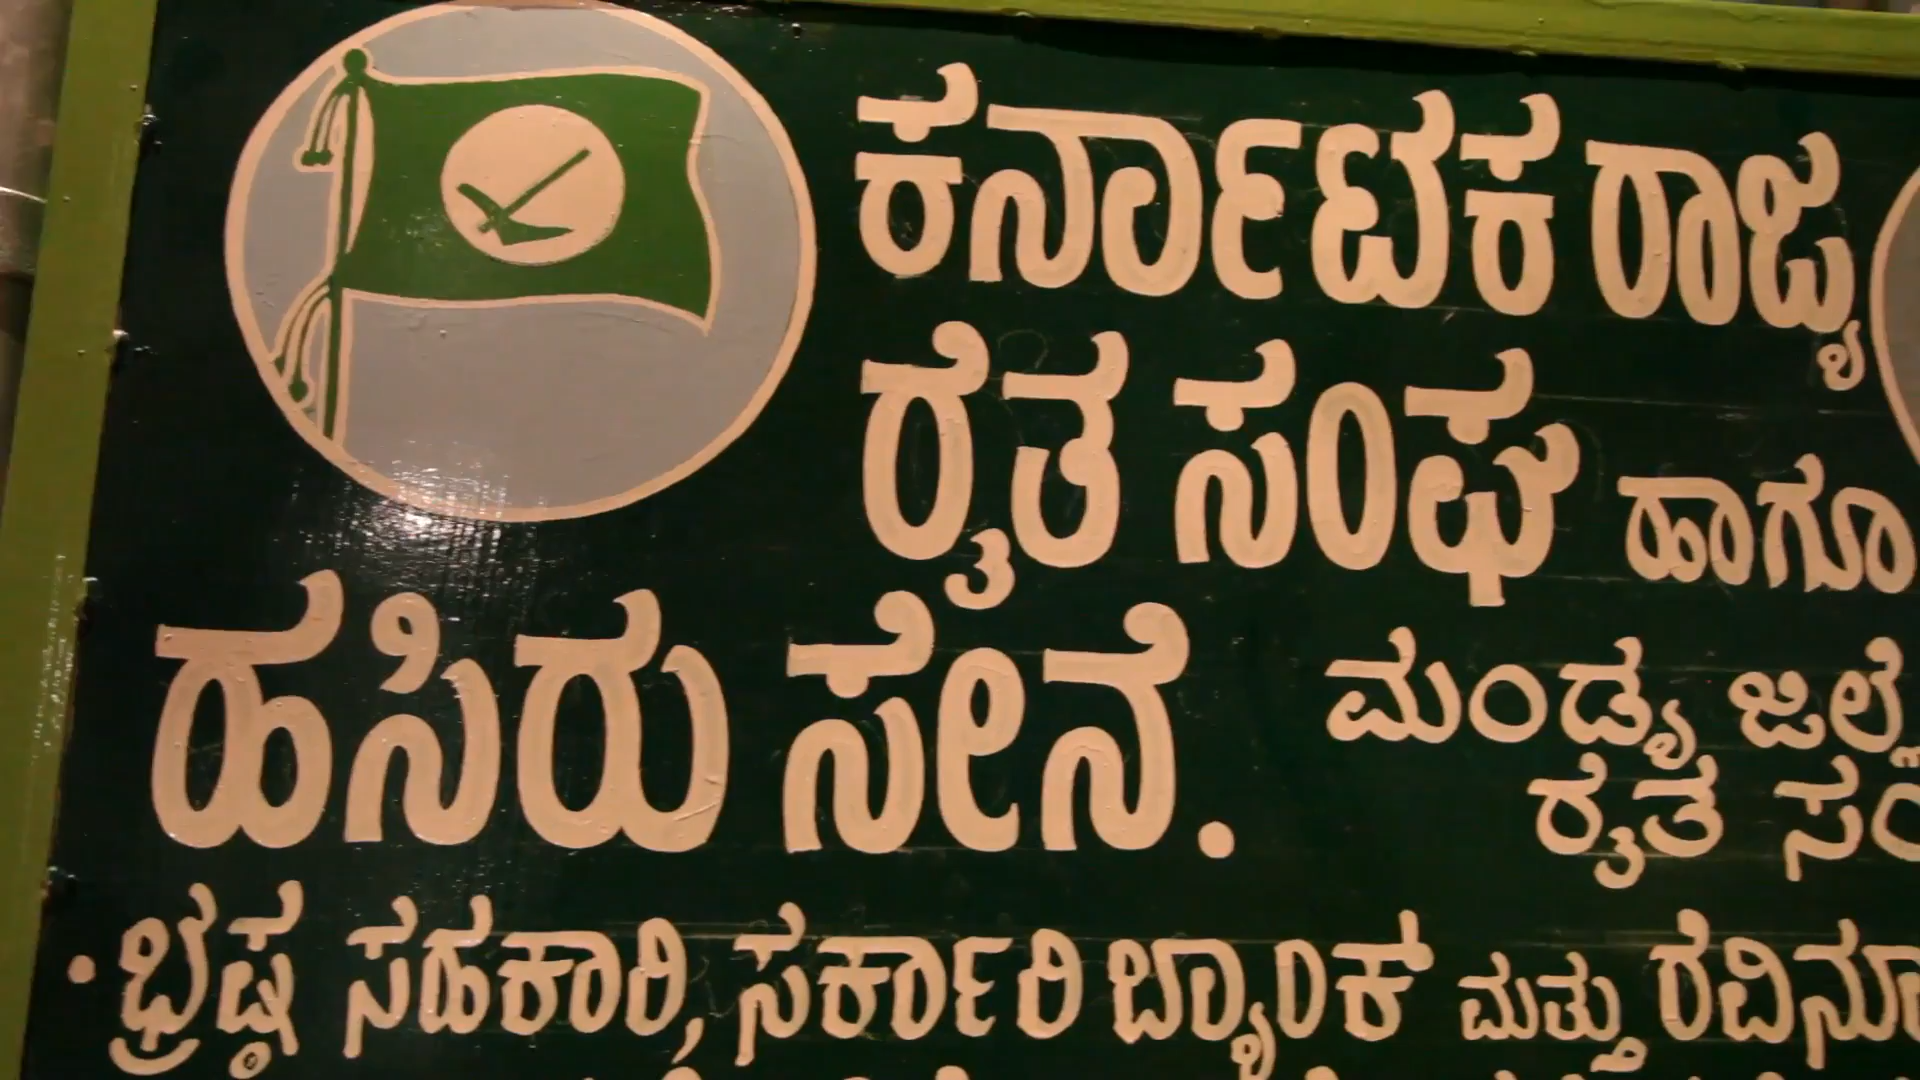 ಕರ್ನಾಟಕ ರಾಜ್ಯ
ರೈತ ಸಂಘ ಹಾಗೂ
ಹಸಿರು ಸೇನೆ.
ಮಂಡ್ಯ ಜಿಲ್ಲೆ
ರೈತ
• ಭ್ರಷ್ಠ ಸಹಕಾರಿ, ಸರ್ಕಾರಿ ಬ್ಯಾಂಕ್ ಮತ್ತು